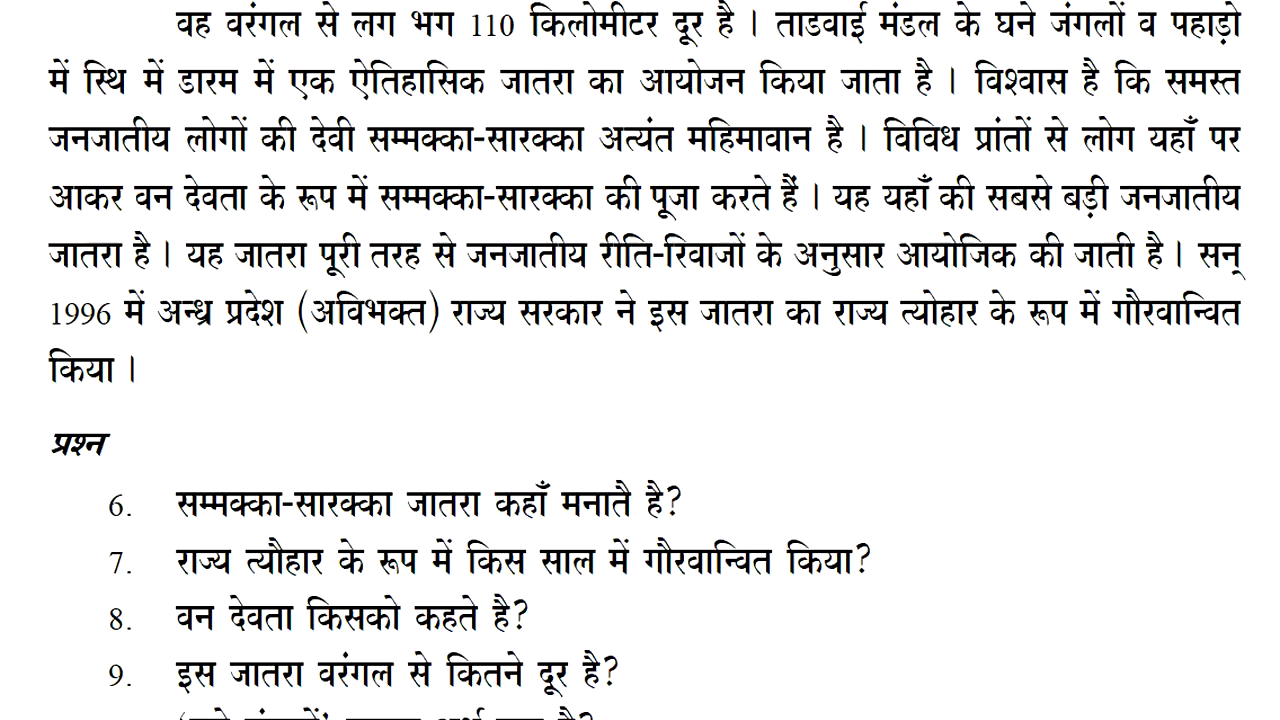 वह वरंगल से लग भग 110 किलोमीटर दूर है । ताडवाई मंडल के घने जंगलों व पहाड़ो
में स्थि में डारम में एक ऐतिहासिक जातरा का आयोजन किया जाता है । विश्वास है कि समस्त
जनजातीय लोगों की देवी सम्मक्का-सारक्का अत्यंत महिमावान है । विविध प्रांतों से लोग यहाँ पर
आकर वन देवता के रूप में सम्मक्का-सारक्का की पूजा करते हैं । यह यहाँ की सबसे बड़ी जनजातीय
जातरा है । यह जातरा पूरी तरह से जनजातीय रीति-रिवाजों के अनुसार आयोजिक की जाती है । सन्
1996 में अन्ध्र प्रदेश (अविभक्त) राज्य सरकार ने इस जातरा का राज्य त्योहार के रूप में गौरवान्वित
किया ।
प्रश्न
6. सम्मक्का-सारक्का जातरा कहाँ मनातै है?
7. राज्य त्यौहार के रूप में किस साल में गौरवान्वित किया?
8. वन देवता किसको कहते है?
9. इस जातरा वरंगल से कितने दूर है?